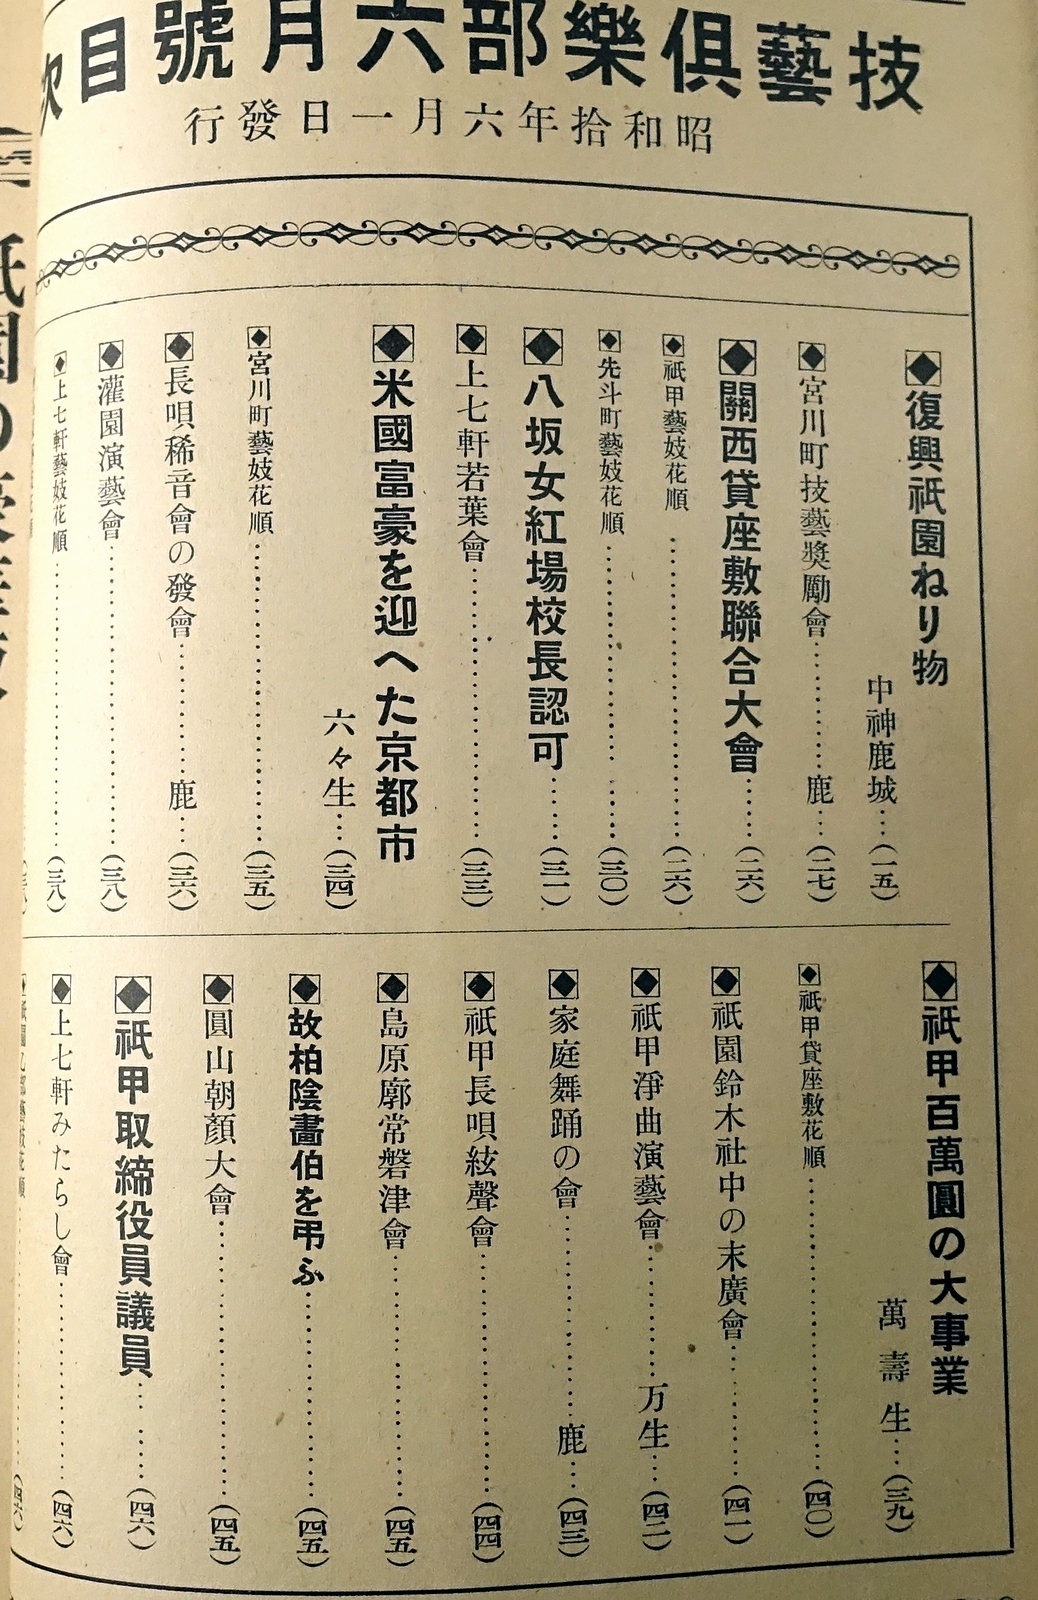 技藝俱樂部六月號目次
昭和拾年六月一日發行
復興祇園ねり物
中神鹿城…(一五)
宮川町技藝獎勵會……鹿…(二七)
關西貸座敷聯合大會……(二六)
祇甲藝妓花順……(二六)
先斗町藝妓花順……(三〇)
八坂女紅場校長認可……(三一)
上七軒若葉會……(三三)
米國富豪を迎へた京都市
六々生…(三四)
宮川町藝妓花順……(三五)
長唄稀音會の發會……鹿…(三六)
灌園演藝會……(三八)
上七軒藝妓花順……(三八)
祇甲百萬圓の大事業
萬壽生…(三九)
祇甲貸座敷花順……(四〇)
祇園鈴木社中の末廣會……(四一)
祇甲淨曲演藝會……万生…(四二)
家庭舞踊の會……鹿…(四三)
祇甲長唄絃聲會……(四四)
島原廓常磐津會……(四五)
故柏陰畫伯を弔ふ……(四五)
圓山朝顏大會……(四五)
祇甲取締役員議員……(四六)
上七軒みたらし會……(四六)